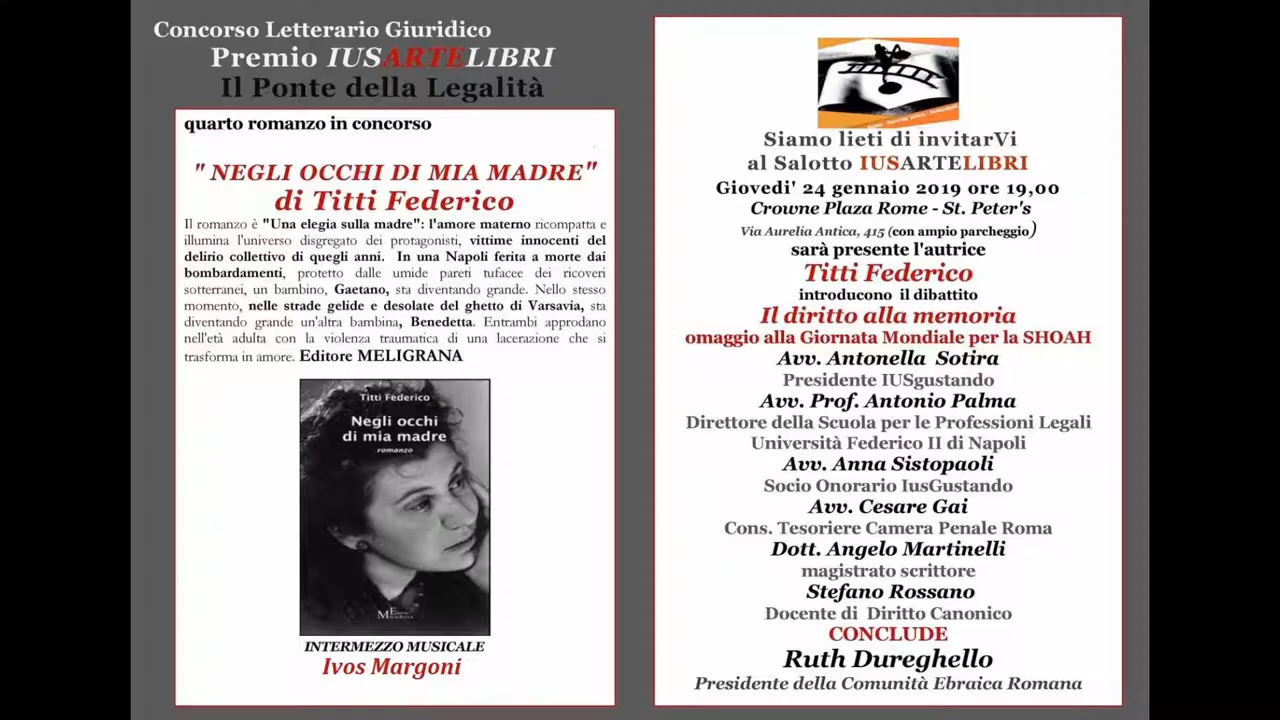 Concorso Letterario Giuridico
Premio IUSARTELIBRI
Il Ponte della Legalità
quarto romanzo in concorso
" NEGLI OCCHI DI MIA MADRE"
di Titti Federico
Il romanzo è "Una elegia sulla madre": l'amore materno ricompatta e
illumina l'universo disgregato dei protagonisti, vittime innocenti del
delirio collettivo di quegli anni. In una Napoli ferita a morte dai
bombardamenti, protetto dalle umide pareti tufacee dei ricoveri
sotterranei, un bambino, Gaetano, sta diventando grande. Nello stesso
momento, nelle strade gelide e desolate del ghetto di Varsavia, sta
diventando grande un'altra bambina, Benedetta. Entrambi approdano
nell'età adulta con la violenza traumatica di una lacerazione che si
trasforma in amore. Editore MELIGRANA
Titti Federico
Negli occhi
di mia madre
romanzo
INTERMEZZO MUSICALE
Ivos Margoni
Siamo lieti di invitarVi
al Salotto IUSARTELIBRI
Giovedi' 24 gennaio 2019 ore 19,00
Crowne Plaza Rome - St. Peter's
Via Aurelia Antica, 415 (con ampio parcheggio)
sarà presente l'autrice
Titti Federico
introducono il dibattito
Il diritto alla memoria
omaggio alla Giornata Mondiale per la SHOAH
Avv. Antonella Sotira
Presidente IUSgustando
Avv. Prof. Antonio Palma
Direttore della Scuola per le Professioni Legali
Università Federico II di Napoli
Avv. Anna Sistopaoli
Socio Onorario IusGustando
Avv. Cesare Gai
Cons. Tesoriere Camera Penale Roma
Dott. Angelo Martinelli
magistrato scrittore
Stefano Rossano
Docente di Diritto Canonico
CONCLUDE
Ruth Dureghello
Presidente della Comunità Ebraica Romana